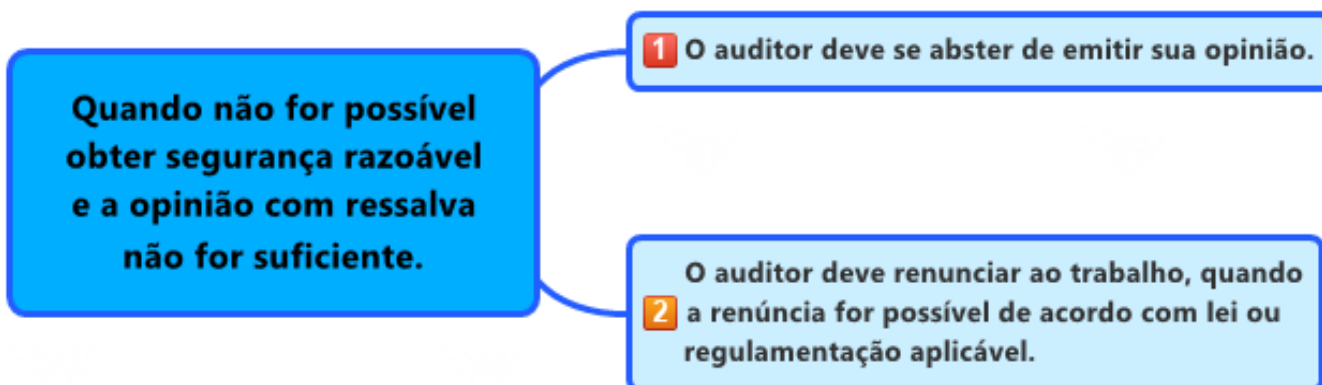 Quando não for possível
obter segurança razoável
e a opinião com ressalva
não for suficiente.
1 O auditor deve se abster de emitir sua opinião.
O auditor deve renunciar ao trabalho, quando
2 a renúncia for possível de acordo com lei ou
regulamentação aplicável.